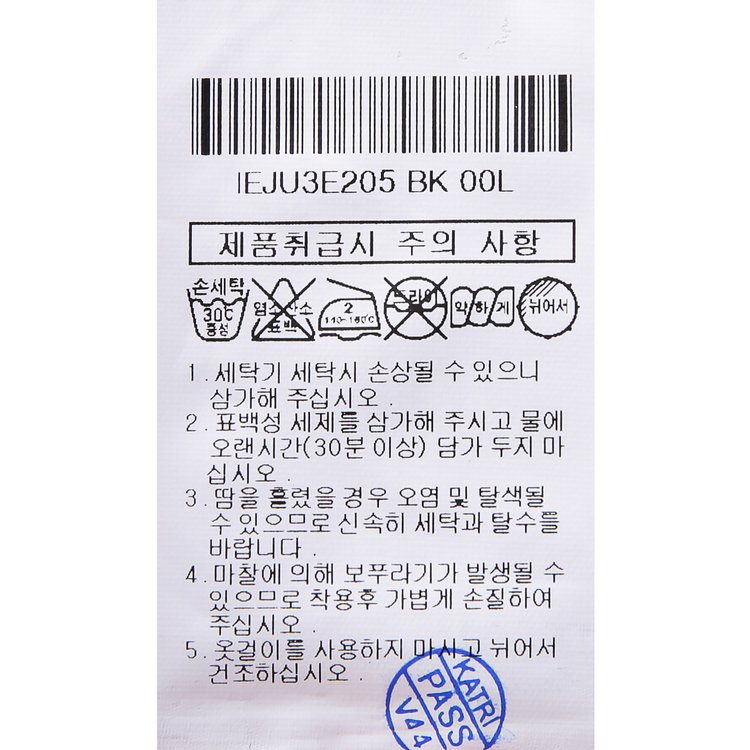 IEJU3E205 BK 00L
제품취급시 주의 사항
손세탁
30℃
중성
염소산소
표백
2
140~160℃
드라이
약하게
뉘어서
1. 세탁기 세탁시 손상될 수 있으니
삼가해 주십시오.
2. 표백성 세제를 삼가해 주시고 물에
오랜시간(30분 이상) 담가 두지 마
십시오.
3. 땀을 흘렸을 경우 오염 및 탈색될
수 있으므로 신속히 세탁과 탈수를
바랍니다.
4. 마찰에 의해 보푸라기가 발생될 수
있으므로 착용후 가볍게 손질하여
주십시오.
5. 옷걸이를 사용하지 마시고 뉘어서
건조하십시오.
KATRI
PASS
V44